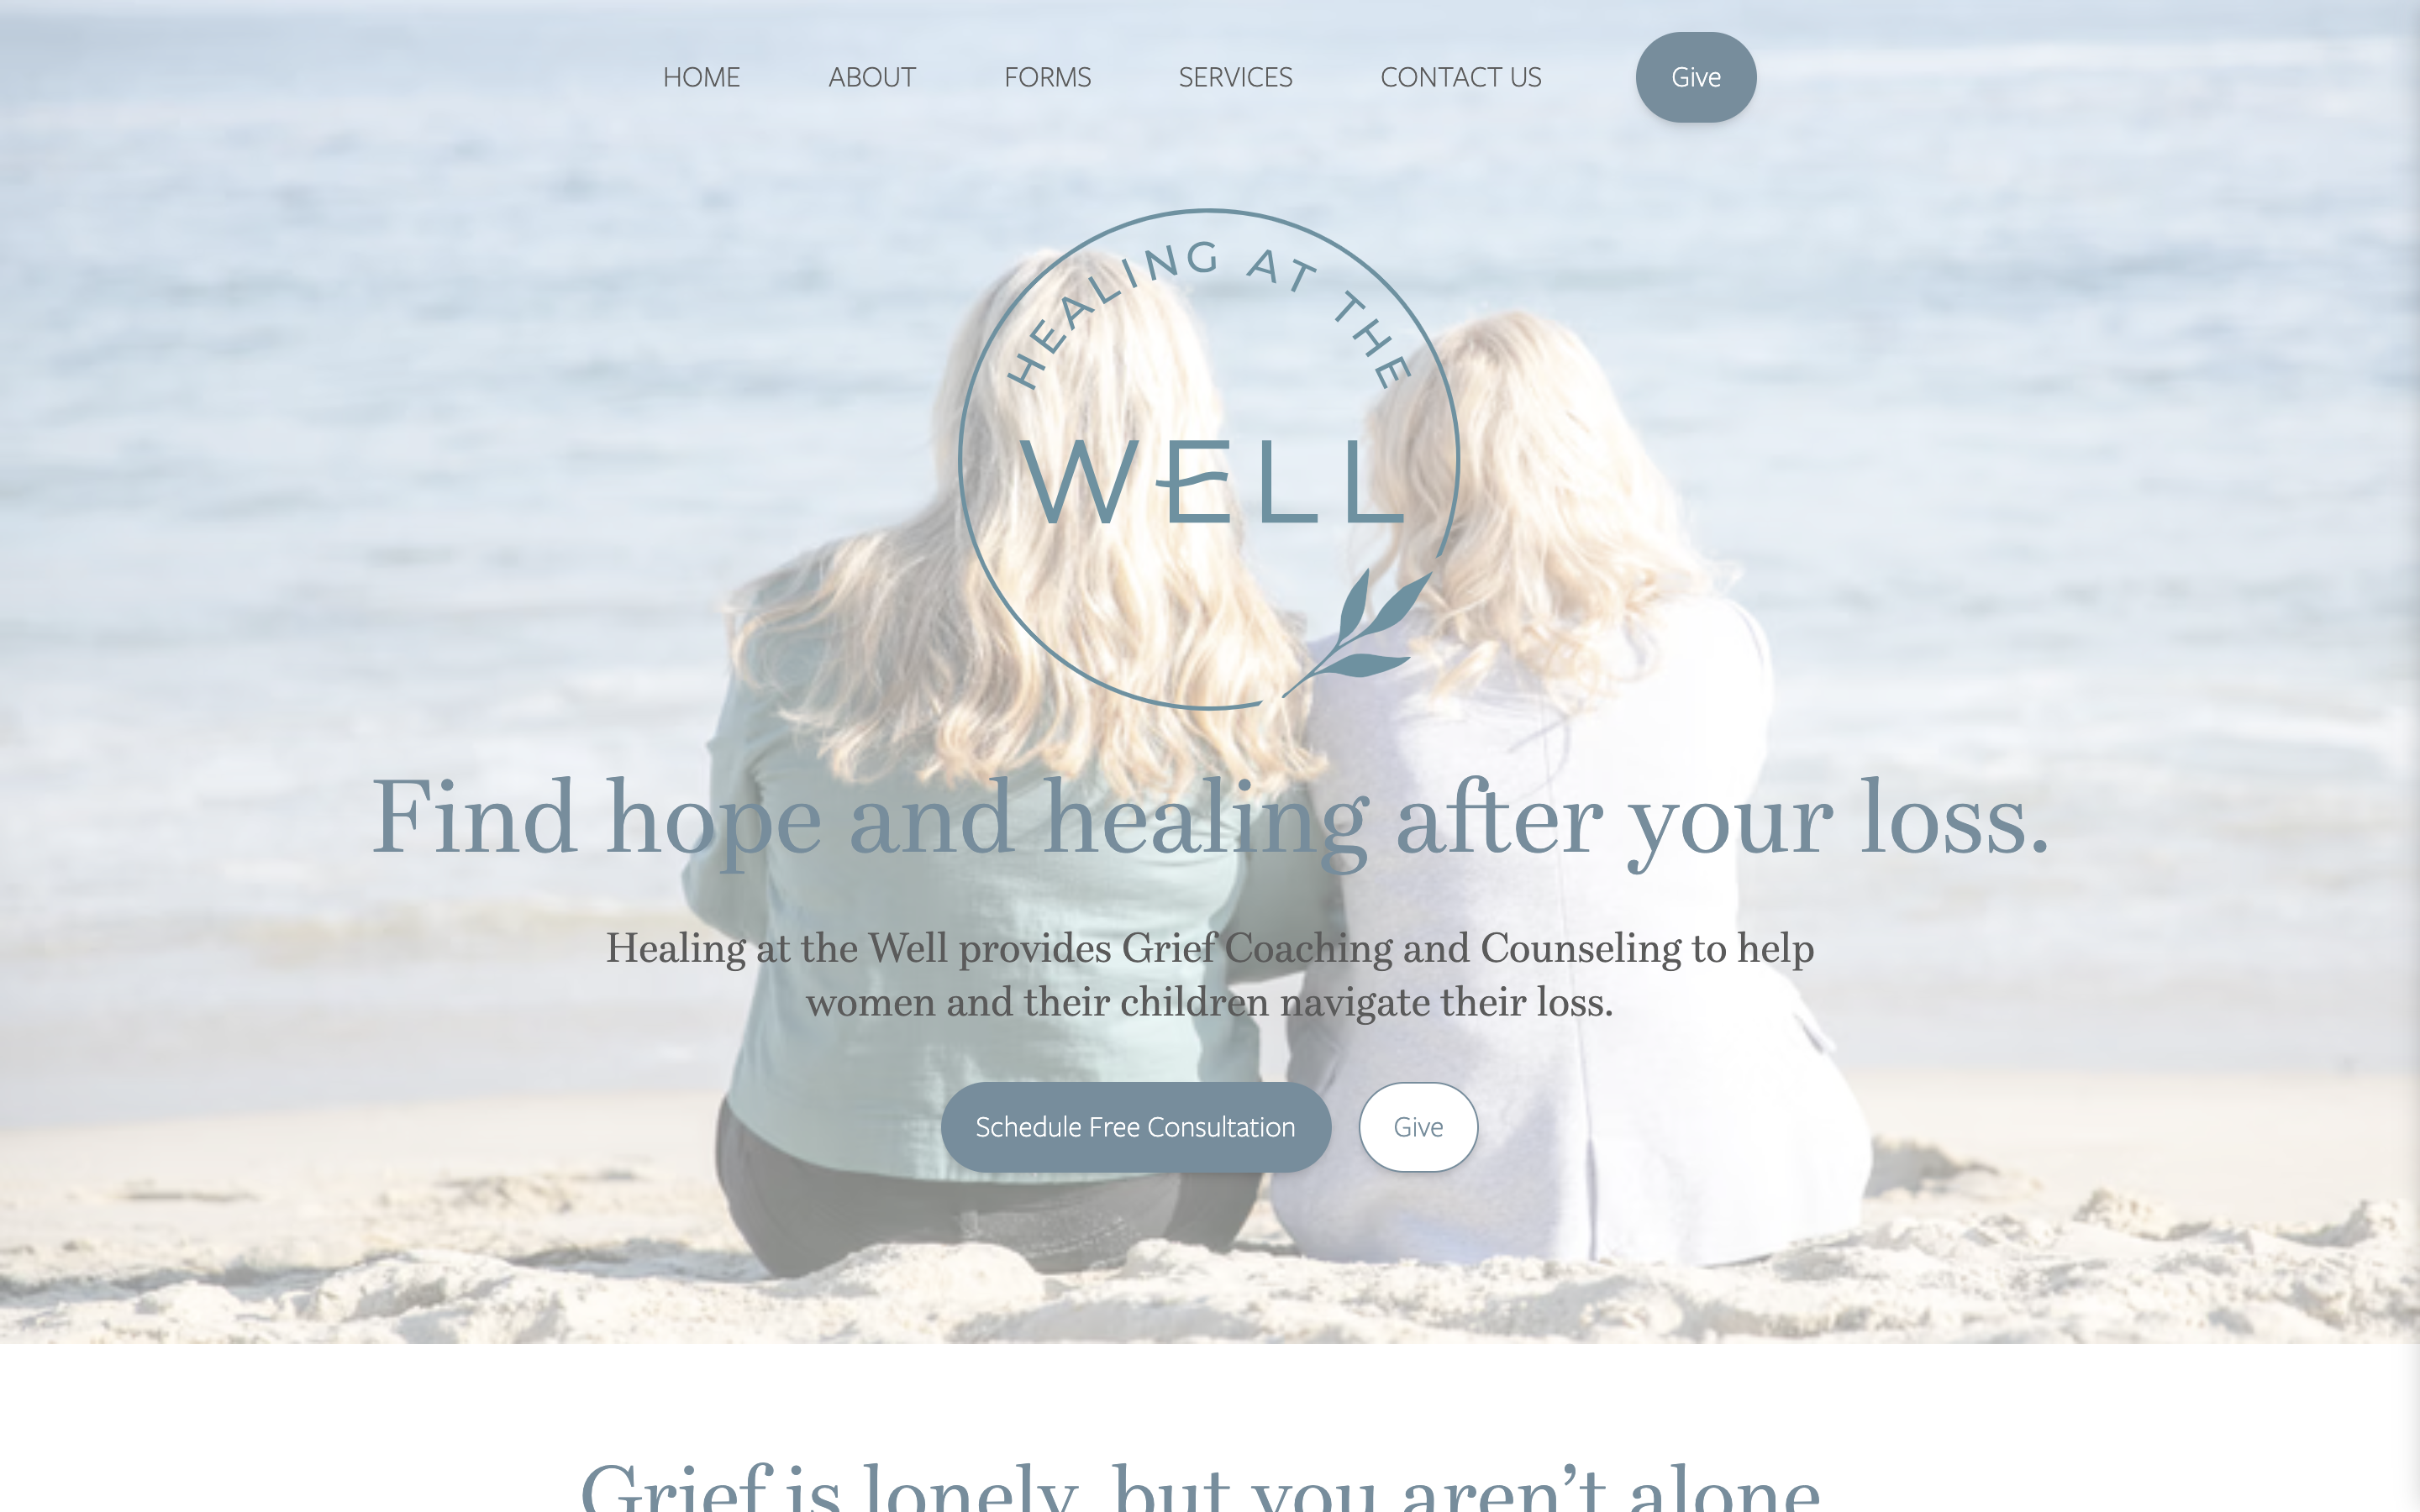 HOME ABOUT FORMS SERVICES CONTACT US Give
HEALING AT THE
WELL
Find hope and healing after your loss.
Healing at the Well provides Grief Coaching and Counseling to help
women and their children navigate their loss.
Schedule Free Consultation Give
Grief is lonely, but you aren’t alone